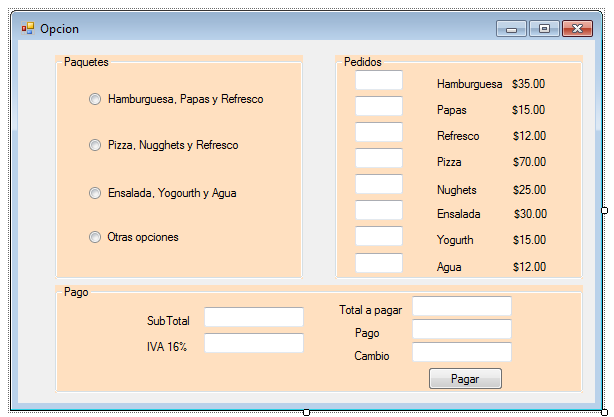 Opcion
Paquetes
Hamburguesa, Papas y Refresco
Pizza, Nugghets y Refresco
Ensalada, Yogourth y Agua
Otras opciones
Pedidos
Hamburguesa $35.00
Papas $15.00
Refresco $12.00
Pizza $70.00
Nughets $25.00
Ensalada $30.00
Yogurth $15.00
Agua $12.00
Pago
SubTotal
IVA 16%
Total a pagar
Pago
Cambio
Pagar